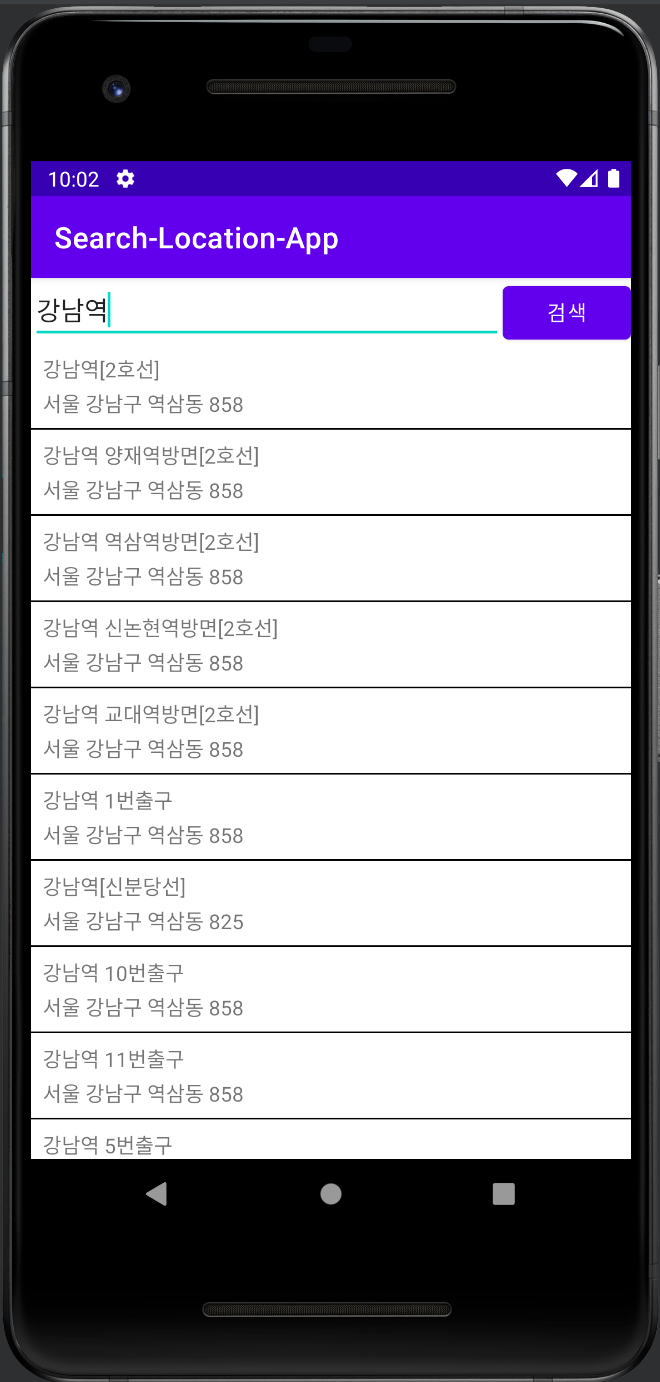 10:02
Search-Location-App
강남역
검색
강남역[2호선]
서울 강남구 역삼동 858
강남역 양재역방면[2호선]
서울 강남구 역삼동 858
강남역 역삼역방면[2호선]
서울 강남구 역삼동 858
강남역 신논현역방면[2호선]
서울 강남구 역삼동 858
강남역 교대역방면[2호선]
서울 강남구 역삼동 858
강남역 1번출구
서울 강남구 역삼동 858
강남역[신분당선]
서울 강남구 역삼동 825
강남역 10번출구
서울 강남구 역삼동 858
강남역 11번출구
서울 강남구 역삼동 858
강남역 5번출구